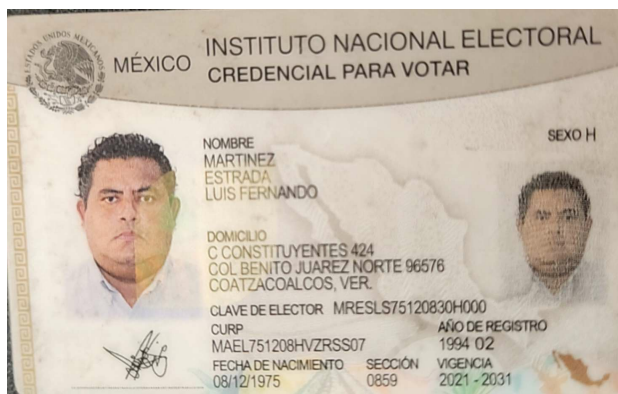 MÉXICO
INSTITUTO NACIONAL ELECTORAL
CREDENCIAL PARA VOTAR
NOMBRE
SEXO H
MARTINEZ
ESTRADA
LUIS FERNANDO
DOMICILIO
C CONSTITUYENTES 424
COL BENITO JUAREZ NORTE 96576
COATZACOALCOS, VER.
CLAVE DE ELECTOR MRESLS75120830H000
CURP
AÑO DE REGISTRO
MAEL751208HVZRSS07
1994 02
FECHA DE NACIMIENTO SECCIÓN VIGENCIA
08/12/1975 0859 2021 - 2031